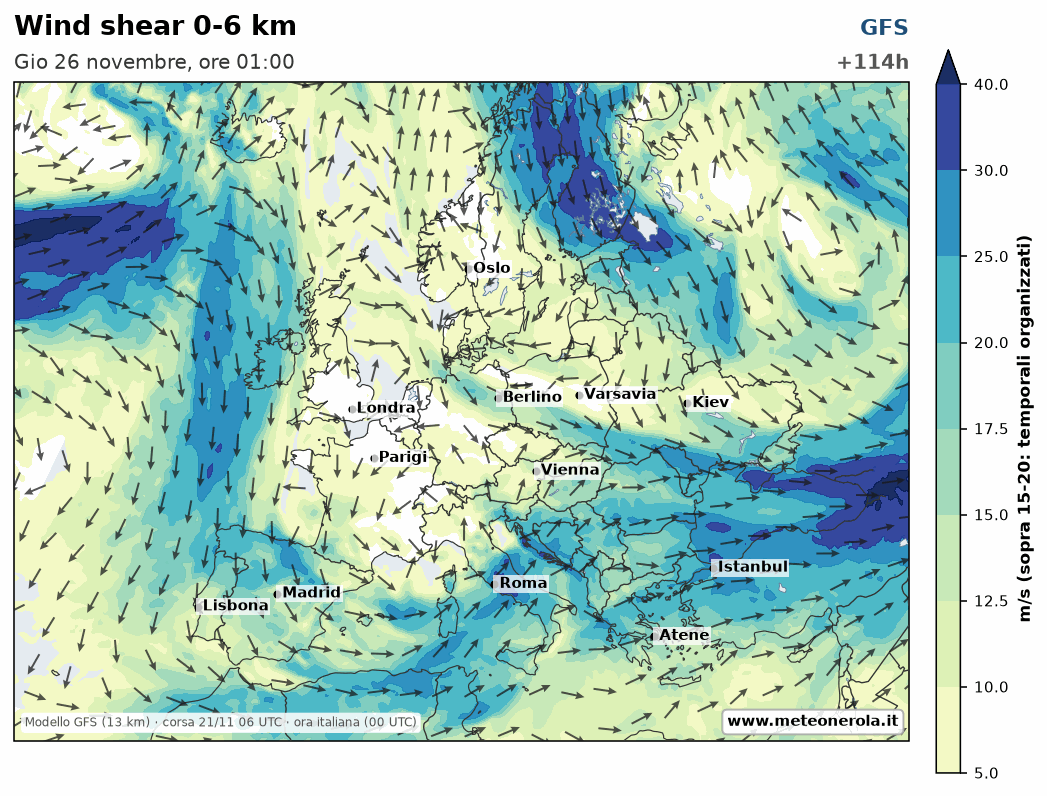 Wind shear 0-6 km
GFS
Gio 26 novembre, ore 01:00
+114h
40.0
30.0
25.0
20.0
17.5
15.0
12.5
10.0
5.0
m/s (sopra 15-20: temporali organizzati)
Oslo
Berlino
Varsavia
Kiev
Londra
Parigi
Vienna
Istanbul
Roma
Madrid
Lisbona
Atene
Modello GFS (13 km) · corsa 21/11 06 UTC · ora italiana (00 UTC)
www.meteonerola.it